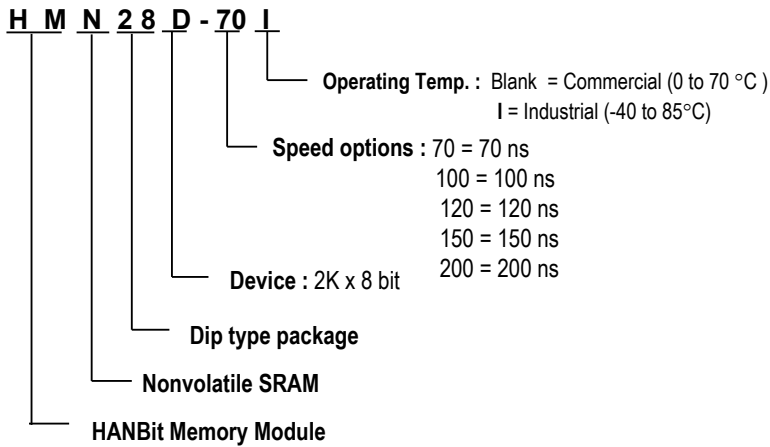 H M N 2 8 D - 70 I
Operating Temp. : Blank = Commercial (0 to 70 °C )
I = Industrial (-40 to 85°C)
Speed options : 70 = 70 ns
100 = 100 ns
120 = 120 ns
150 = 150 ns
200 = 200 ns
Device : 2K x 8 bit
Dip type package
Nonvolatile SRAM
HANBit Memory Module